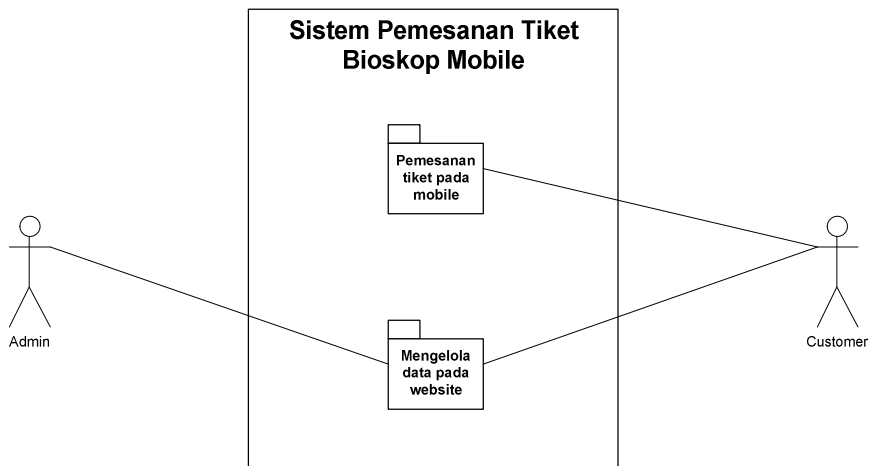 Sistem Pemesanan Tiket
Bioskop Mobile
Pemesanan
tiket pada
mobile
Admin
Customer
Mengelola
data pada
website